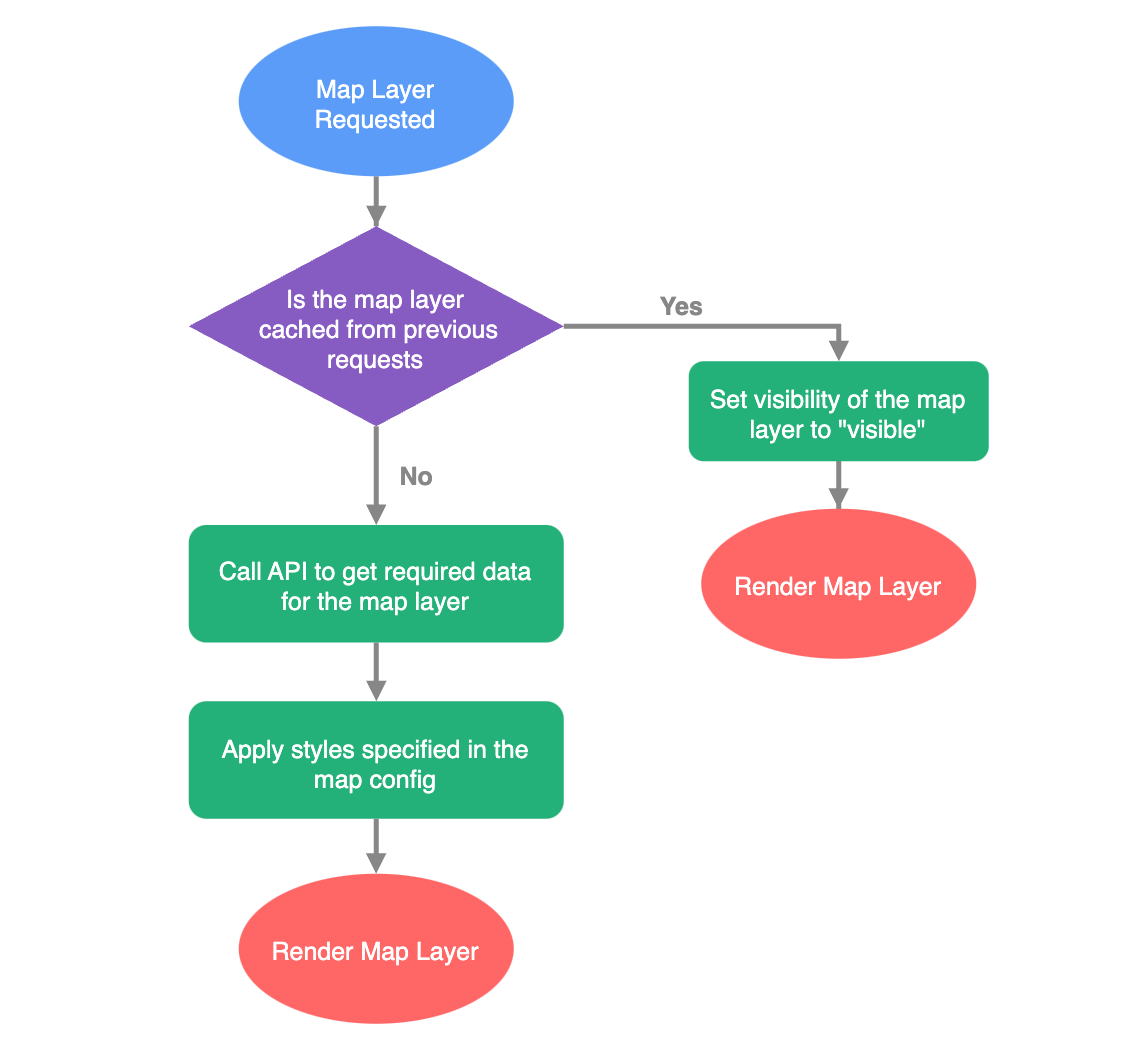 Map Layer
Requested
Is the map layer
cached from previous
requests
Yes
Set visibility of the map
layer to "visible"
Render Map Layer
No
Call API to get required data
for the map layer
Apply styles specified in the
map config
Render Map Layer